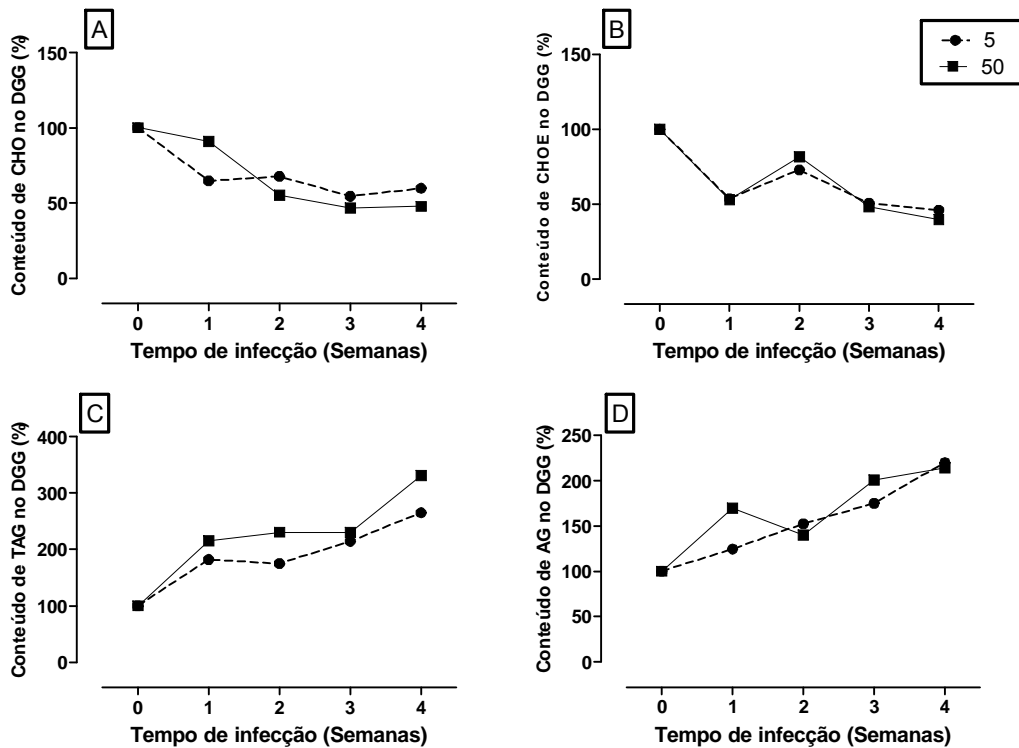 A
Conteúdo de CHO no DGG (%)
150
100
50
0
0 1 2 3 4
Tempo de infecção (Semanas)
B
5
50
Conteúdo de CHOE no DGG (%)
150
100
50
0
0 1 2 3 4
Tempo de infecção (Semanas)
C
Conteúdo de TAG no DGG (%)
400
300
200
100
0
0 1 2 3 4
Tempo de infecção (Semanas)
D
Conteúdo de AG no DGG (%)
250
200
150
100
50
0
0 1 2 3 4
Tempo de infecção (Semanas)